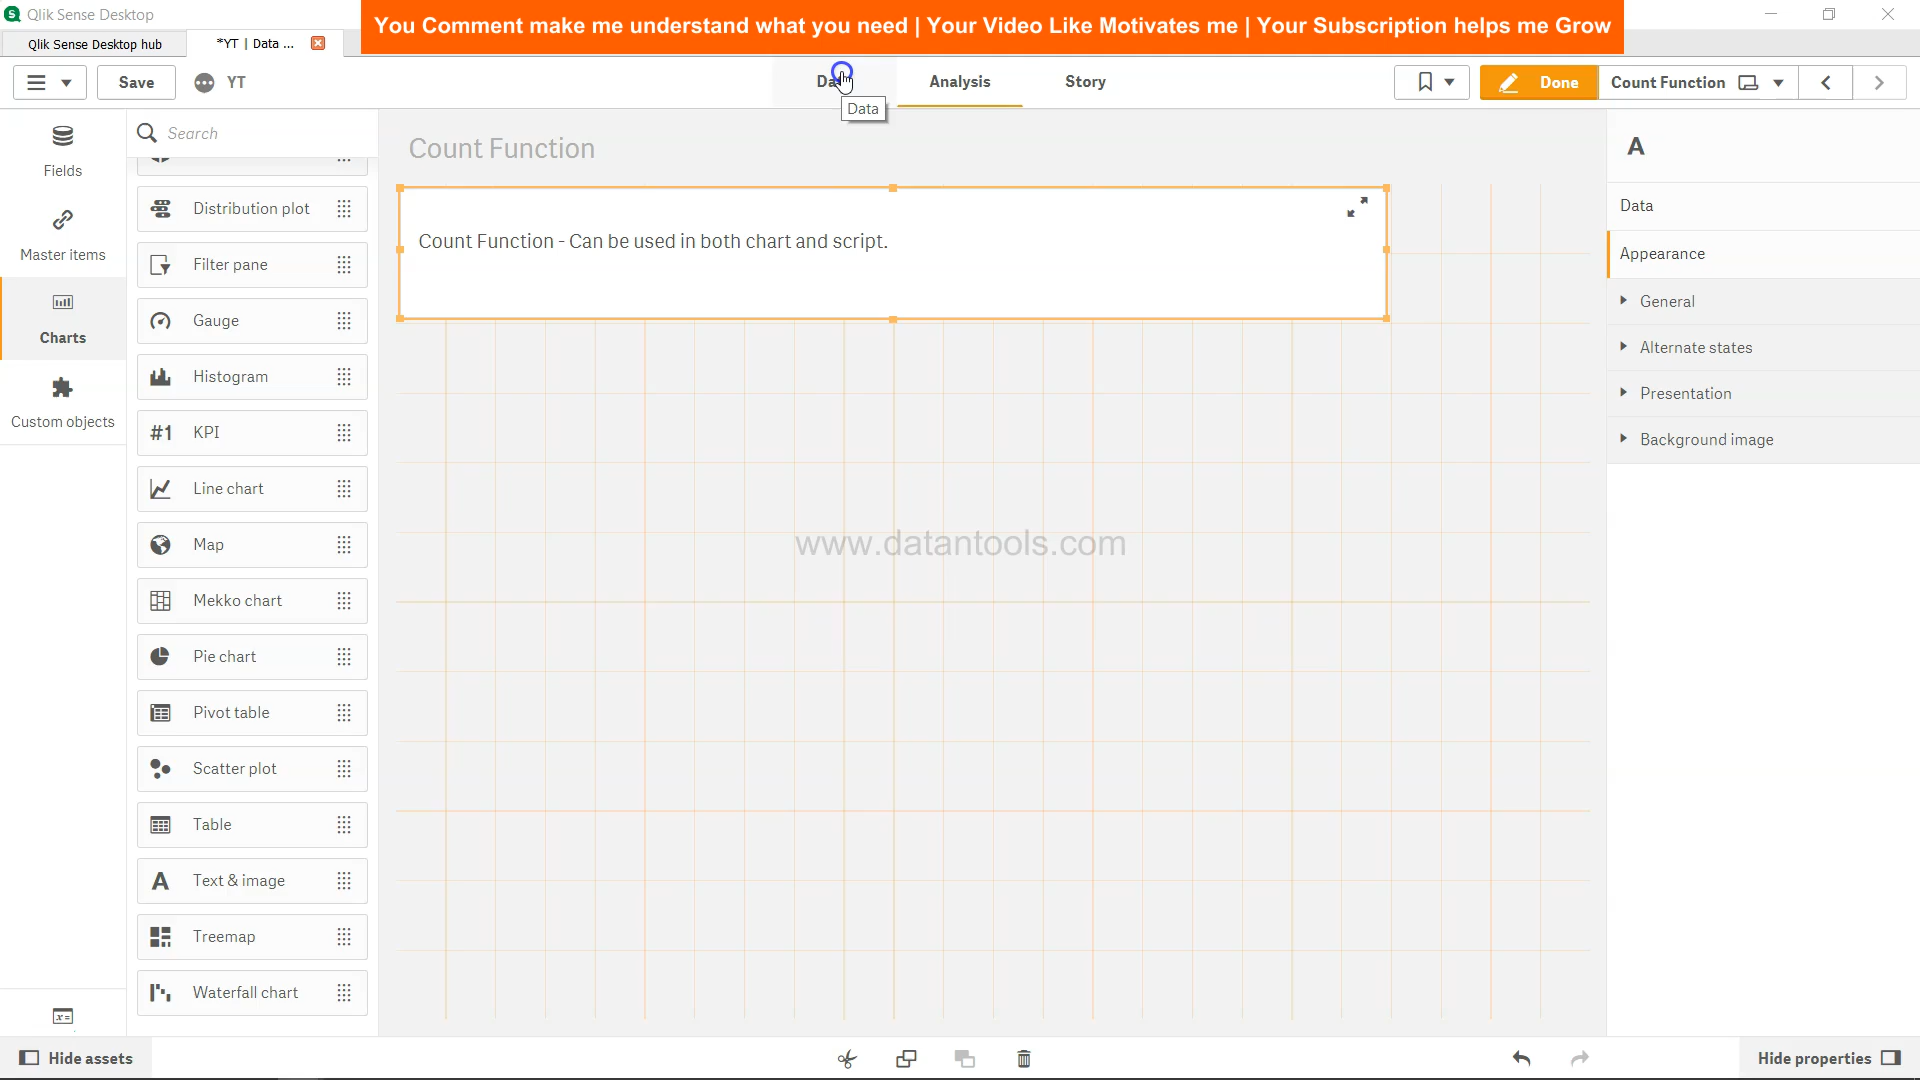 Qlik Sense Desktop
You Comment make me understand what you need | Your Video Like Motivates me | Your Subscription helps me Grow
Qlik Sense Desktop hub
*YT | Data ...
Save
YT
Analysis
Story
Done
Count Function
Data
Fields
Master items
Charts
Custom objects
Search
Distribution plot
Filter pane
Gauge
Histogram
#1 KPI
Line chart
Map
Mekko chart
Pie chart
Pivot table
Scatter plot
Table
A Text & image
Treemap
Waterfall chart
Count Function
Count Function - Can be used in both chart and script.
www.datantools.com
A
Data
Appearance
General
Alternate states
Presentation
Background image
Hide assets
Hide properties